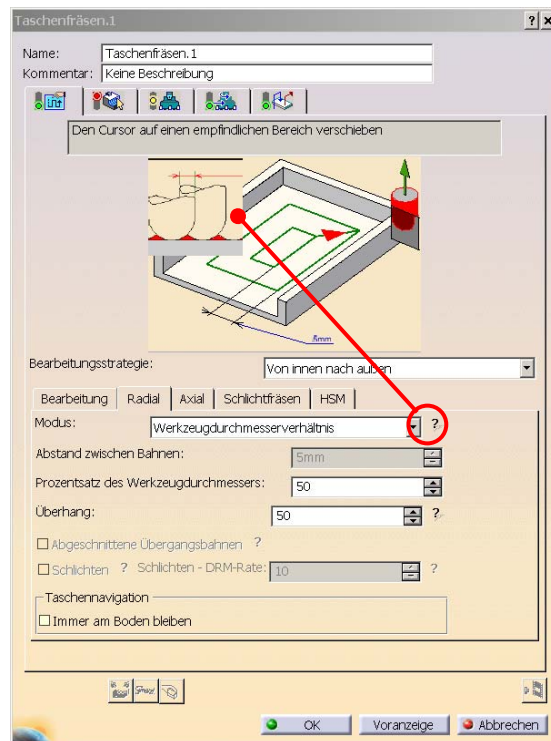 Taschenfräsen.1
Name: Taschenfräsen.1
Kommentar: Keine Beschreibung
Den Cursor auf einen empfindlichen Bereich verschieben
5mm
Bearbeitungsstrategie: Von innen nach außen
Bearbeitung Radial Axial Schlichtfräsen HSM
Modus: Werkzeugdurchmesserverhältnis ?
Abstand zwischen Bahnen: 5mm
Prozentsatz des Werkzeugdurchmessers: 50
Überhang: 50 ?
Abgeschnittene Übergangsbahnen ?
Schlichten ? Schlichten - DRM-Rate: 10 ?
Taschennavigation
Immer am Boden bleiben
OK Voranzeige Abbrechen